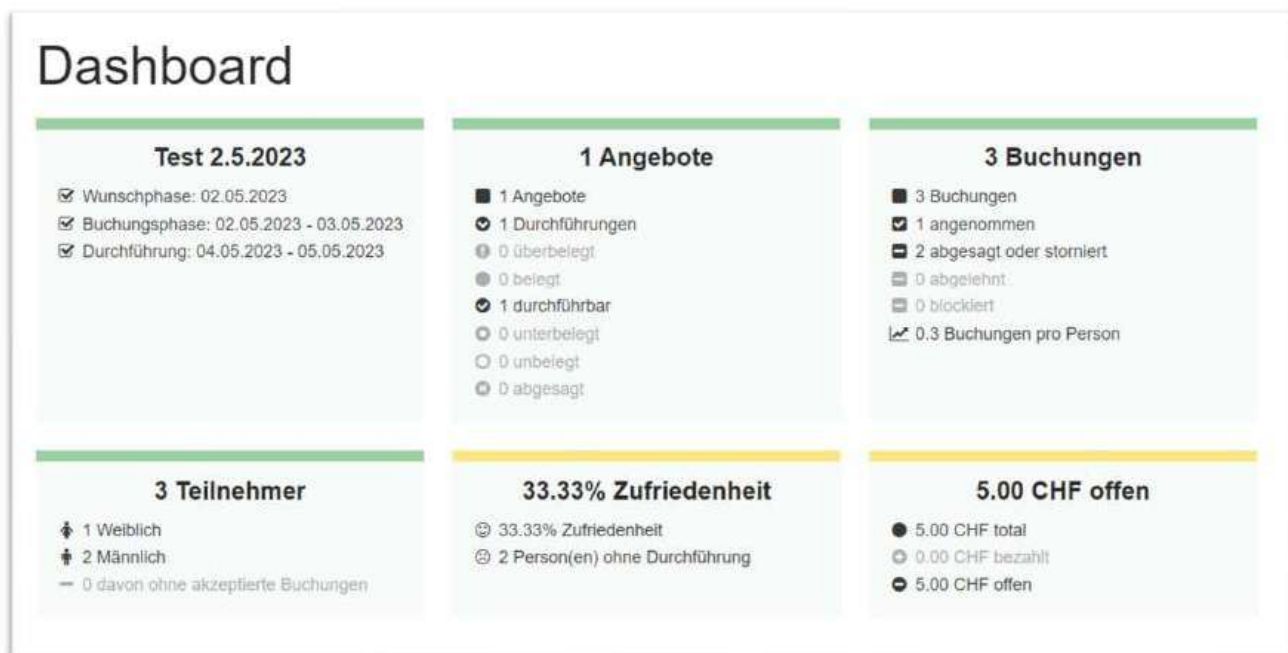 Dashboard
Test 2.5.2023
Wunschphase: 02.05.2023
Buchungsphase: 02.05.2023 - 03.05.2023
Durchführung: 04.05.2023 - 05.05.2023
1 Angebote
1 Angebote
1 Durchführungen
0 überbelegt
0 belegt
1 durchführbar
0 unterbelegt
0 unbelegt
0 abgesagt
3 Buchungen
3 Buchungen
1 angenommen
2 abgesagt oder storniert
0 abgelehnt
0 blockiert
0.3 Buchungen pro Person
3 Teilnehmer
1 Weiblich
2 Männlich
0 davon ohne akzeptierte Buchungen
33.33% Zufriedenheit
33.33% Zufriedenheit
2 Person(en) ohne Durchführung
5.00 CHF offen
5.00 CHF total
0.00 CHF bezahlt
5.00 CHF offen